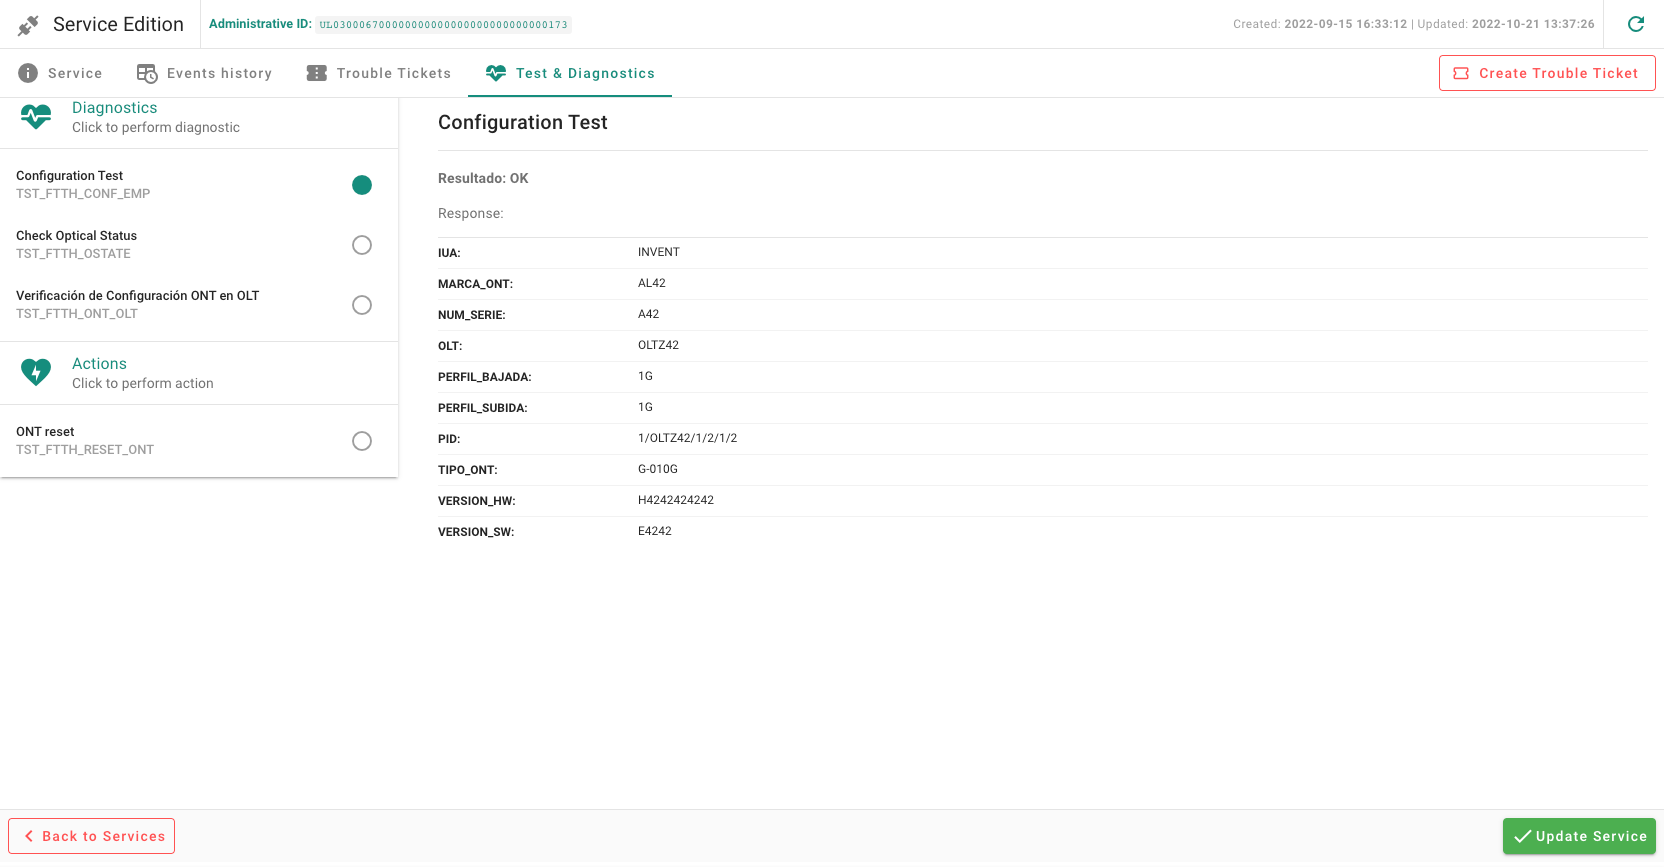 Service Edition
Administrative ID: UL0300067000000000000000000000000000173
Created: 2022-09-15 16:33:12 | Updated: 2022-10-21 13:37:26
Service
Events history
Trouble Tickets
Test & Diagnostics
Create Trouble Ticket
Diagnostics
Click to perform diagnostic
Configuration Test
TST_FTTH_CONF_EMP
Check Optical Status
TST_FTTH_OSTATE
Verificación de Configuración ONT en OLT
TST_FTTH_ONT_OLT
Actions
Click to perform action
ONT reset
TST_FTTH_RESET_ONT
Configuration Test
Resultado: OK
Response:
IUA: INVENT
MARCA_ONT: AL42
NUM_SERIE: A42
OLT: OLTZ42
PERFIL_BAJADA: 1G
PERFIL_SUBIDA: 1G
PID: 1/OLTZ42/1/2/1/2
TIPO_ONT: G-010G
VERSION_HW: H4242424242
VERSION_SW: E4242
Back to Services
Update Service